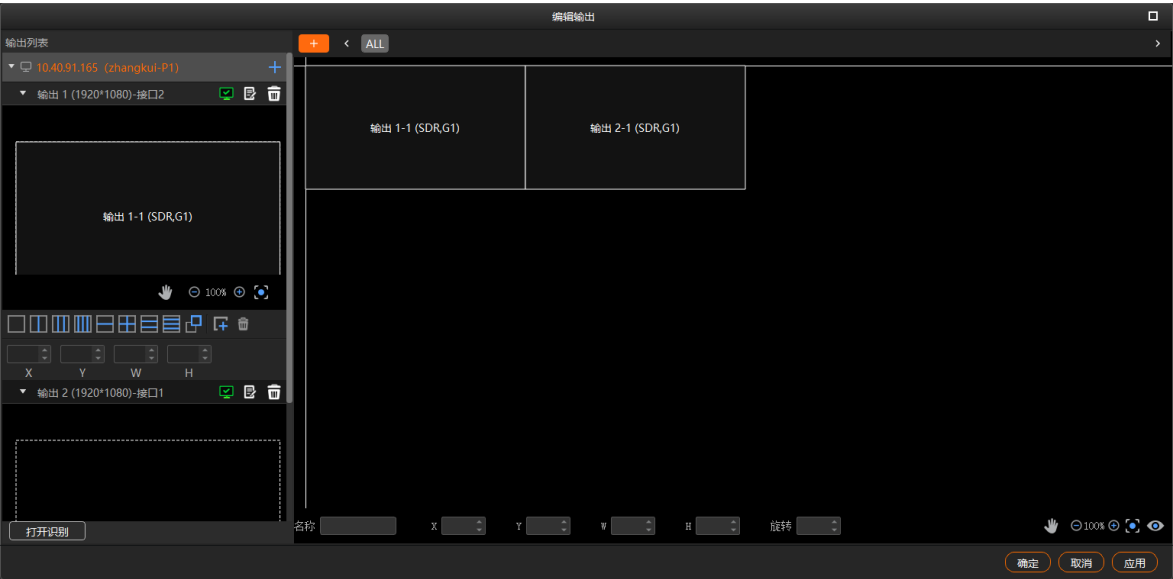 编辑输出
输出列表
+ < ALL >
10.40.91.165 (zhangkui-P1)
输出 1 (1920*1080)-接口2
输出 1-1 (SDR,G1)
100%
X Y W H
输出 2 (1920*1080)-接口1
打开识别
输出 1-1 (SDR,G1) 输出 2-1 (SDR,G1)
名称 X Y W H 旋转 100%
确定 取消 应用